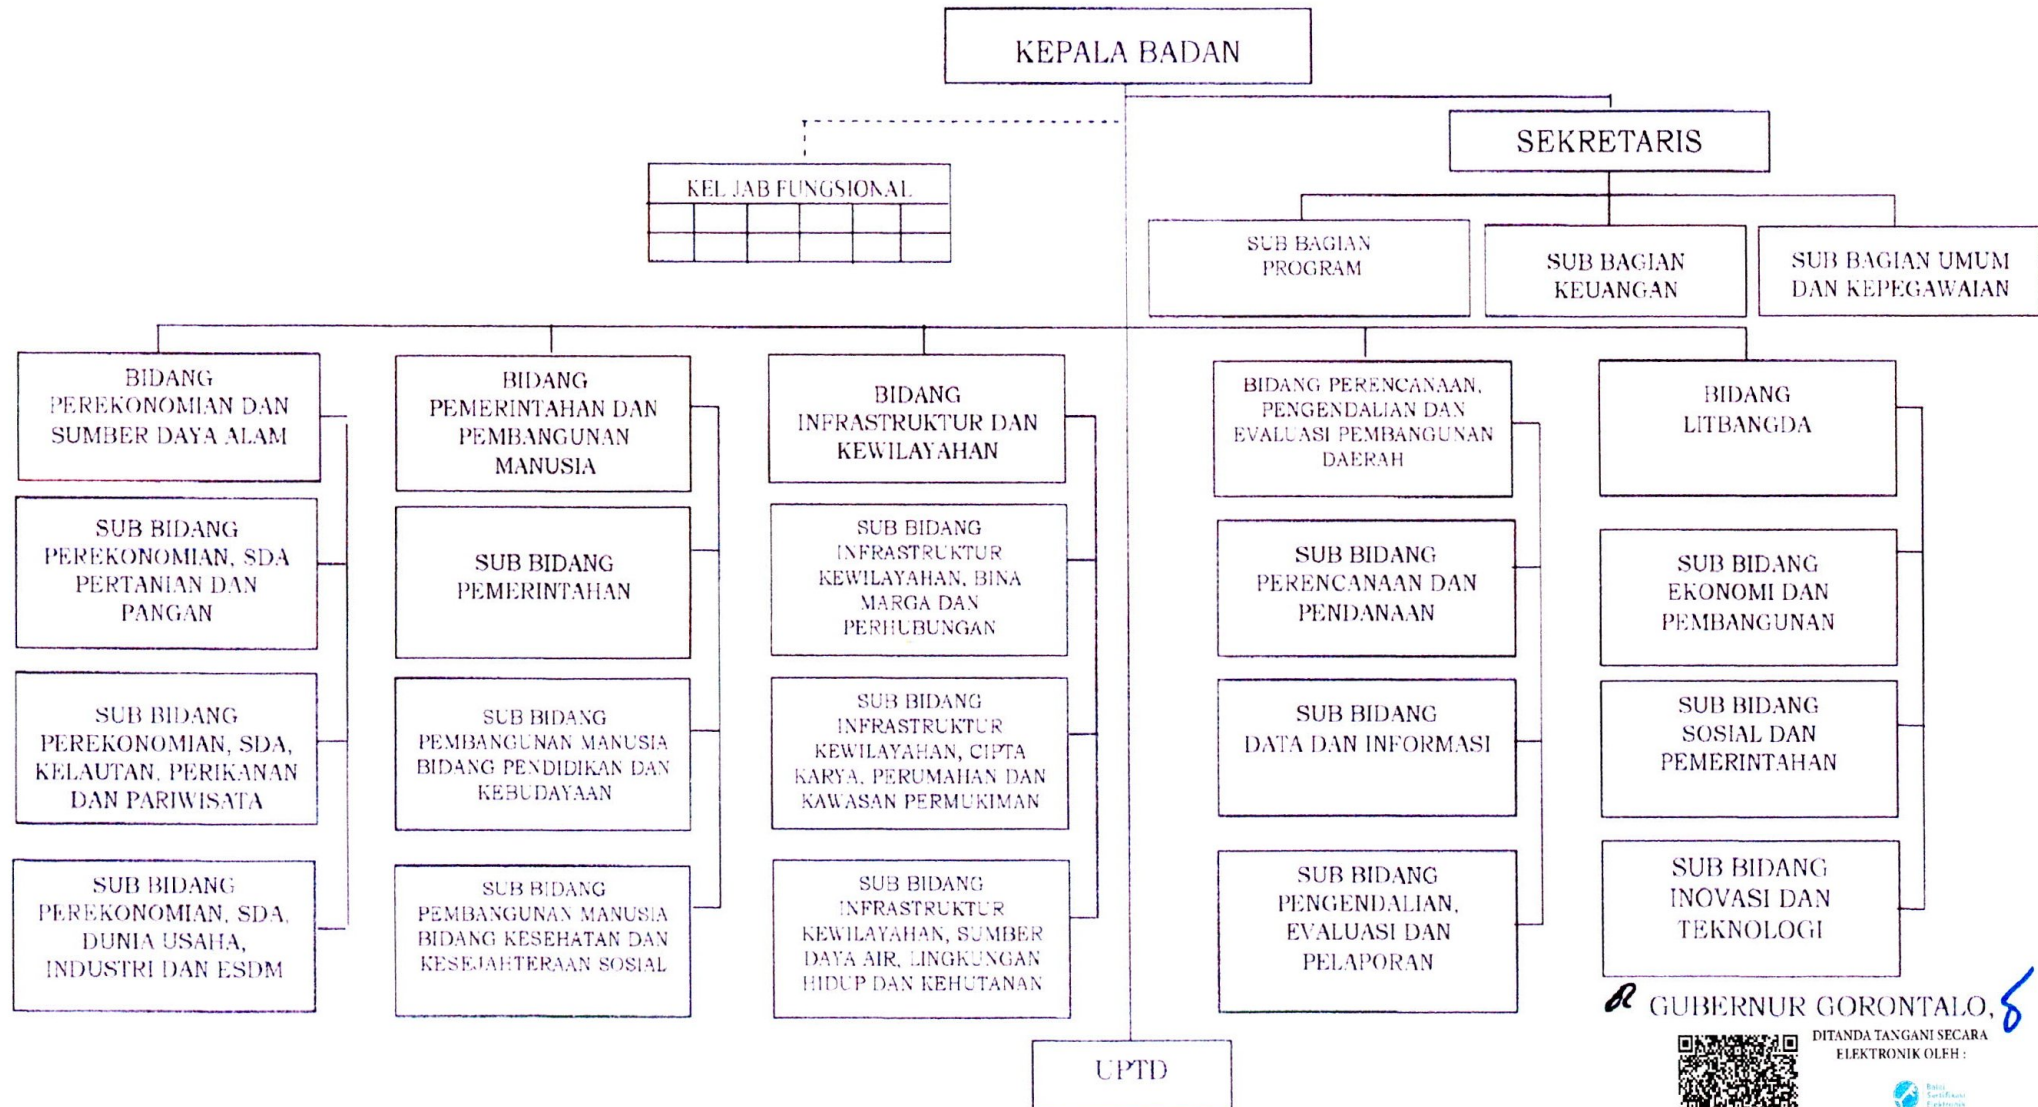 KEPALA BADAN
SEKRETARIS
KEL JAB FUNGSIONAL
SUB BAGIAN
PROGRAM
SUB BAGIAN
KEUANGAN
SUB BAGIAN UMUM
DAN KEPEGAWAIAN
BIDANG
PEREKONOMIAN DAN
SUMBER DAYA ALAM
BIDANG
PEMERINTAHAN DAN
PEMBANGUNAN
MANUSIA
BIDANG
INFRASTRUKTUR DAN
KEWILAYAHAN
BIDANG PERENCANAAN,
PENGENDALIAN DAN
EVALUASI PEMBANGUNAN
DAERAH
BIDANG
LITBANGDA
SUB BIDANG
PEREKONOMIAN, SDA
PERTANIAN DAN
PANGAN
SUB BIDANG
PEMERINTAHAN
SUB BIDANG
INFRASTRUKTUR
KEWILAYAHAN, BINA
MARGA DAN
PERHUBUNGAN
SUB BIDANG
PERENCANAAN DAN
PENDANAAN
SUB BIDANG
EKONOMI DAN
PEMBANGUNAN
SUB BIDANG
PEREKONOMIAN, SDA,
KELAUTAN, PERIKANAN
DAN PARIWISATA
SUB BIDANG
PEMBANGUNAN MANUSIA
BIDANG PENDIDIKAN DAN
KEBUDAYAAN
SUB BIDANG
INFRASTRUKTUR
KEWILAYAHAN, CIPTA
KARYA, PERUMAHAN DAN
KAWASAN PERMUKIMAN
SUB BIDANG
DATA DAN INFORMASI
SUB BIDANG
SOSIAL DAN
PEMERINTAHAN
SUB BIDANG
PEREKONOMIAN, SDA,
DUNIA USAHA,
INDUSTRI DAN ESDM
SUB BIDANG
PEMBANGUNAN MANUSIA
BIDANG KESEHATAN DAN
KESEJAHTERAAN SOSIAL
SUB BIDANG
INFRASTRUKTUR
KEWILAYAHAN, SUMBER
DAYA AIR, LINGKUNGAN
HIDUP DAN KEHUTANAN
SUB BIDANG
PENGENDALIAN,
EVALUASI DAN
PELAPORAN
SUB BIDANG
INOVASI DAN
TEKNOLOGI
UPTD
GUBERNUR GORONTALO,
DITANDA TANGANI SECARA
ELEKTRONIK OLEH :
Balai
Sertifikasi
Elektronik